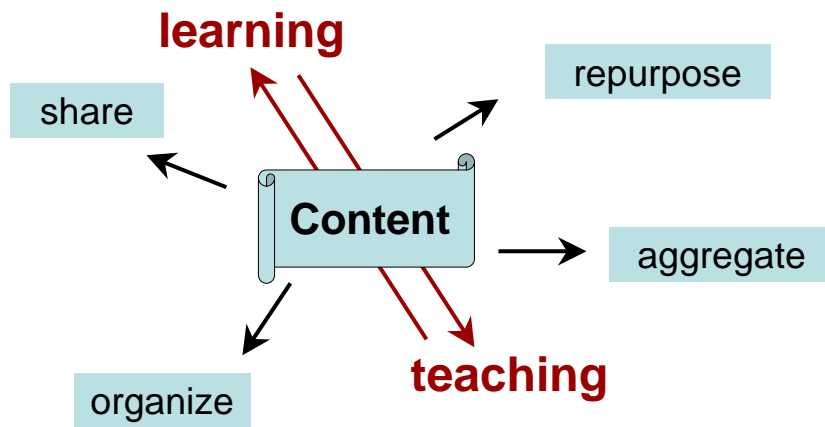 learning
repurpose
share
Content
aggregate
teaching
organize